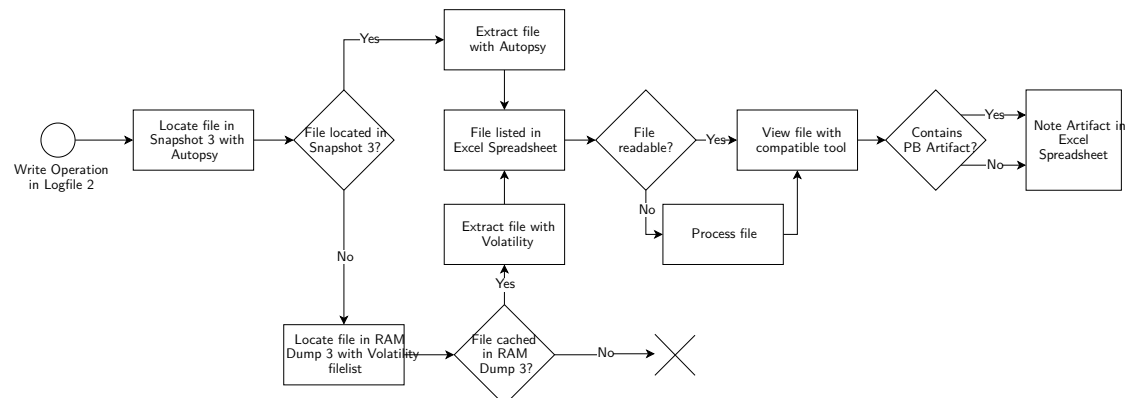 Yes
Extract file
with Autopsy
Write Operation
in Logfile 2
Locate file in
Snapshot 3 with
Autopsy
File located in
Snapshot 3?
File listed in
Excel Spreadsheet
File
readable?
Yes
View file with
compatible tool
Contains
PB Artifact?
Yes
No
Note Artifact in
Excel
Spreadsheet
No
Extract file with
Volatility
No
Process file
Yes
Locate file in RAM
Dump 3 with Volatility
filelist
File cached
in RAM
Dump 3?
No